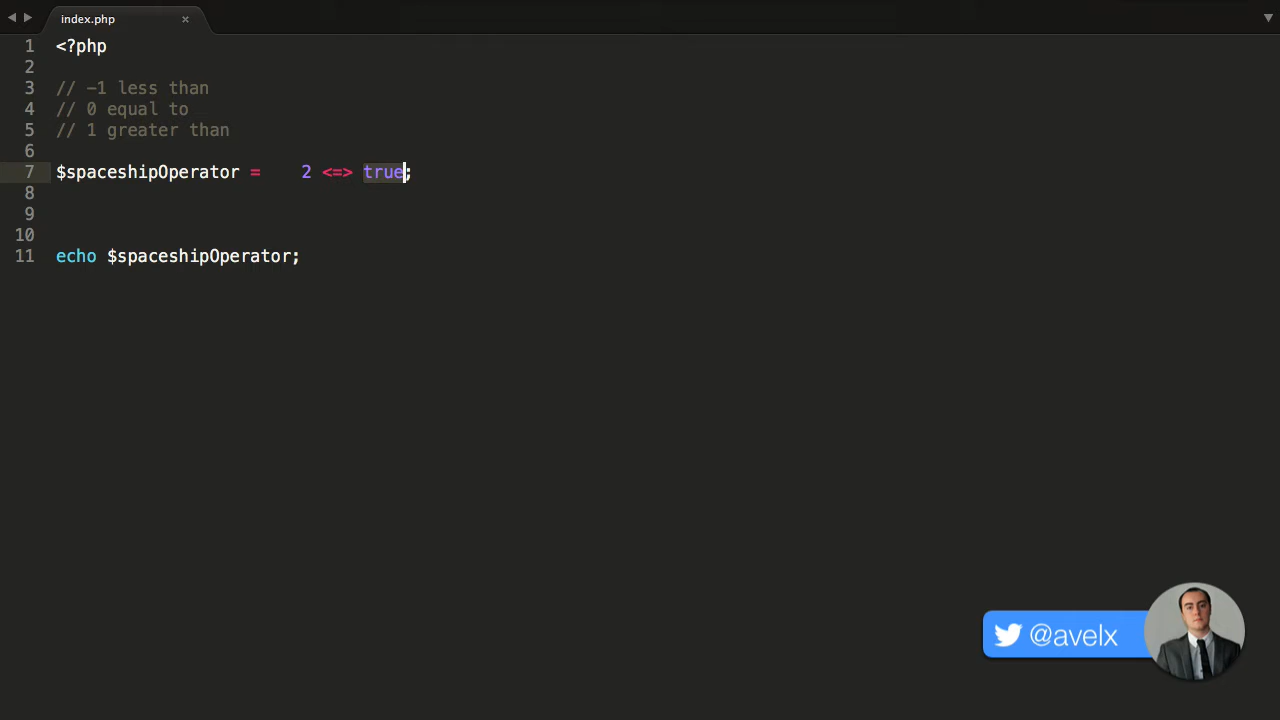 index.php ×
1 <?php
2
3 // -1 less than
4 // 0 equal to
5 // 1 greater than
6
7 $spaceshipOperator =    2 <=> true;
8
9
10
11 echo $spaceshipOperator;
@avelx